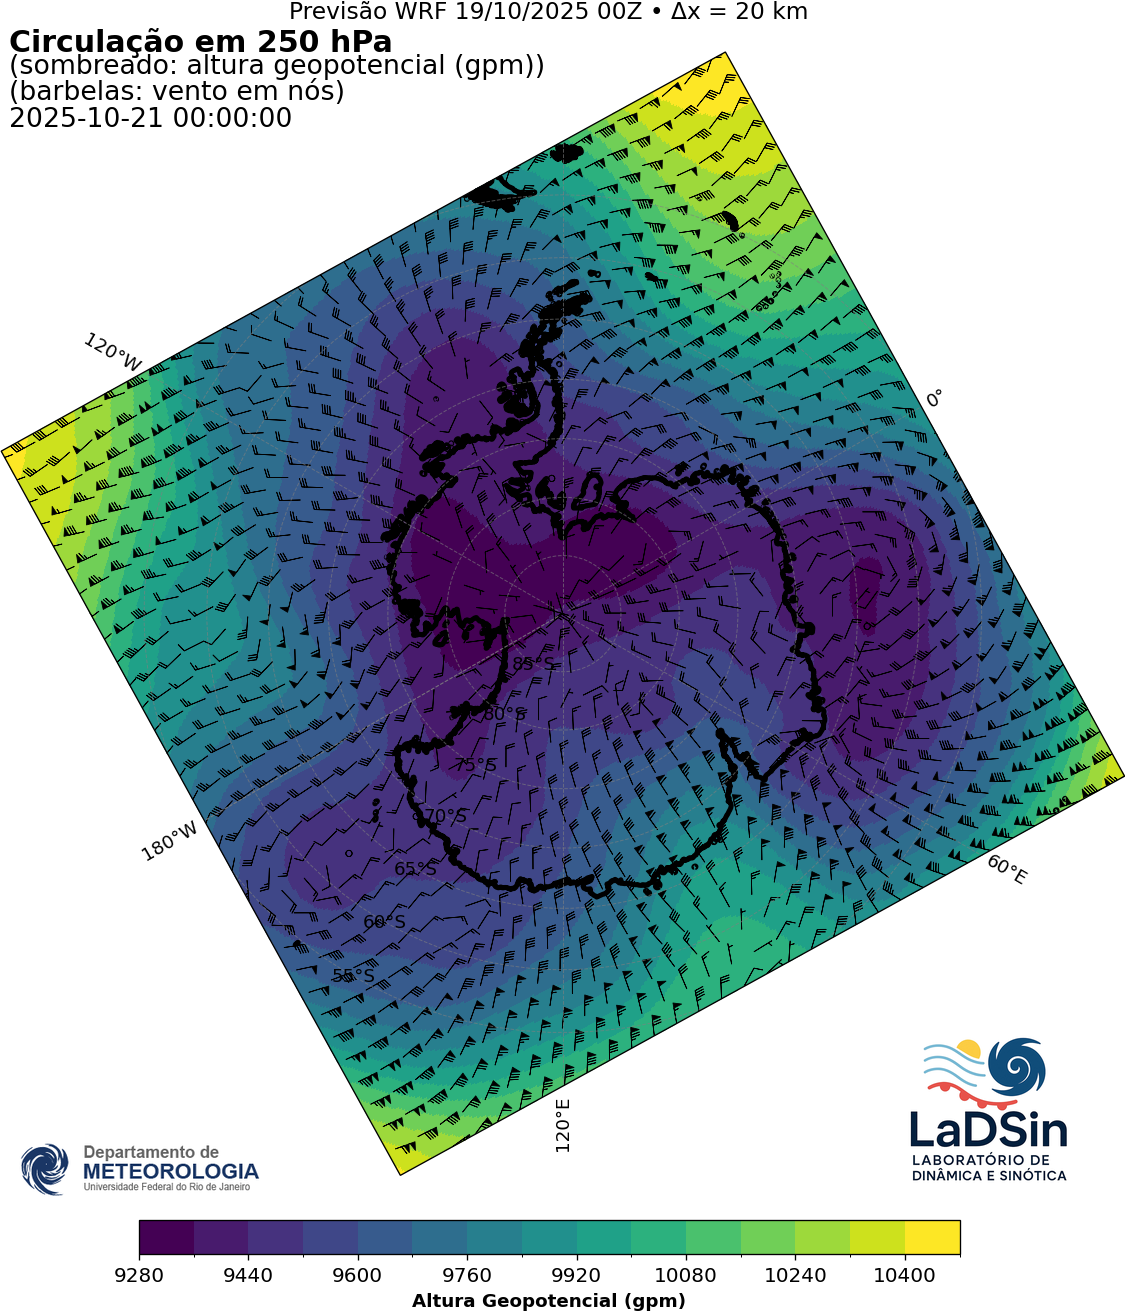 Previsão WRF 19/10/2025 00Z • Δx = 20 km
Circulação em 250 hPa
(sombreado: altura geopotencial (gpm))
(barbelas: vento em nós)
2025-10-21 00:00:00
120°W
0°
85°S
80°S
75°S
70°S
180°W
65°S
60°E
60°S
55°S
120°E
LaDSin
LABORATÓRIO DE
DINÂMICA E SINÓTICA
Departamento de
METEOROLOGIA
Universidade Federal do Rio de Janeiro
9280 9440 9600 9760 9920 10080 10240 10400
Altura Geopotencial (gpm)